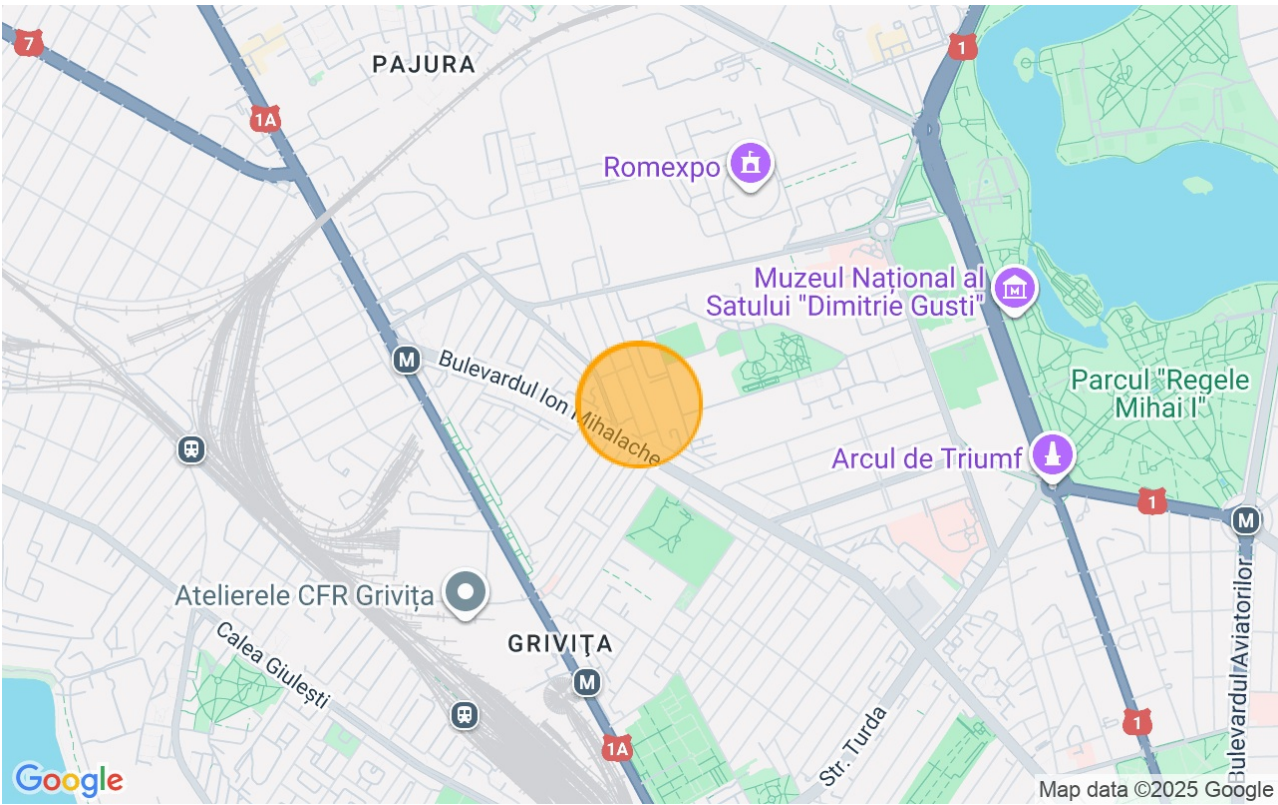 7
PAJURA
1
1A
Romexpo
Muzeul Național al
Satului "Dimitrie Gusti"
M
M
Bulevardul Ion Mihalache
Parcul "Regele
Mihai I"
Arcul de Triumf
1
M
Atelierele CFR Grivița
Calea Giulești
GRIVIŢA
M
Bulevardul Aviatorilor
Str. Turda
1
1A
Google
Map data ©2025 Google